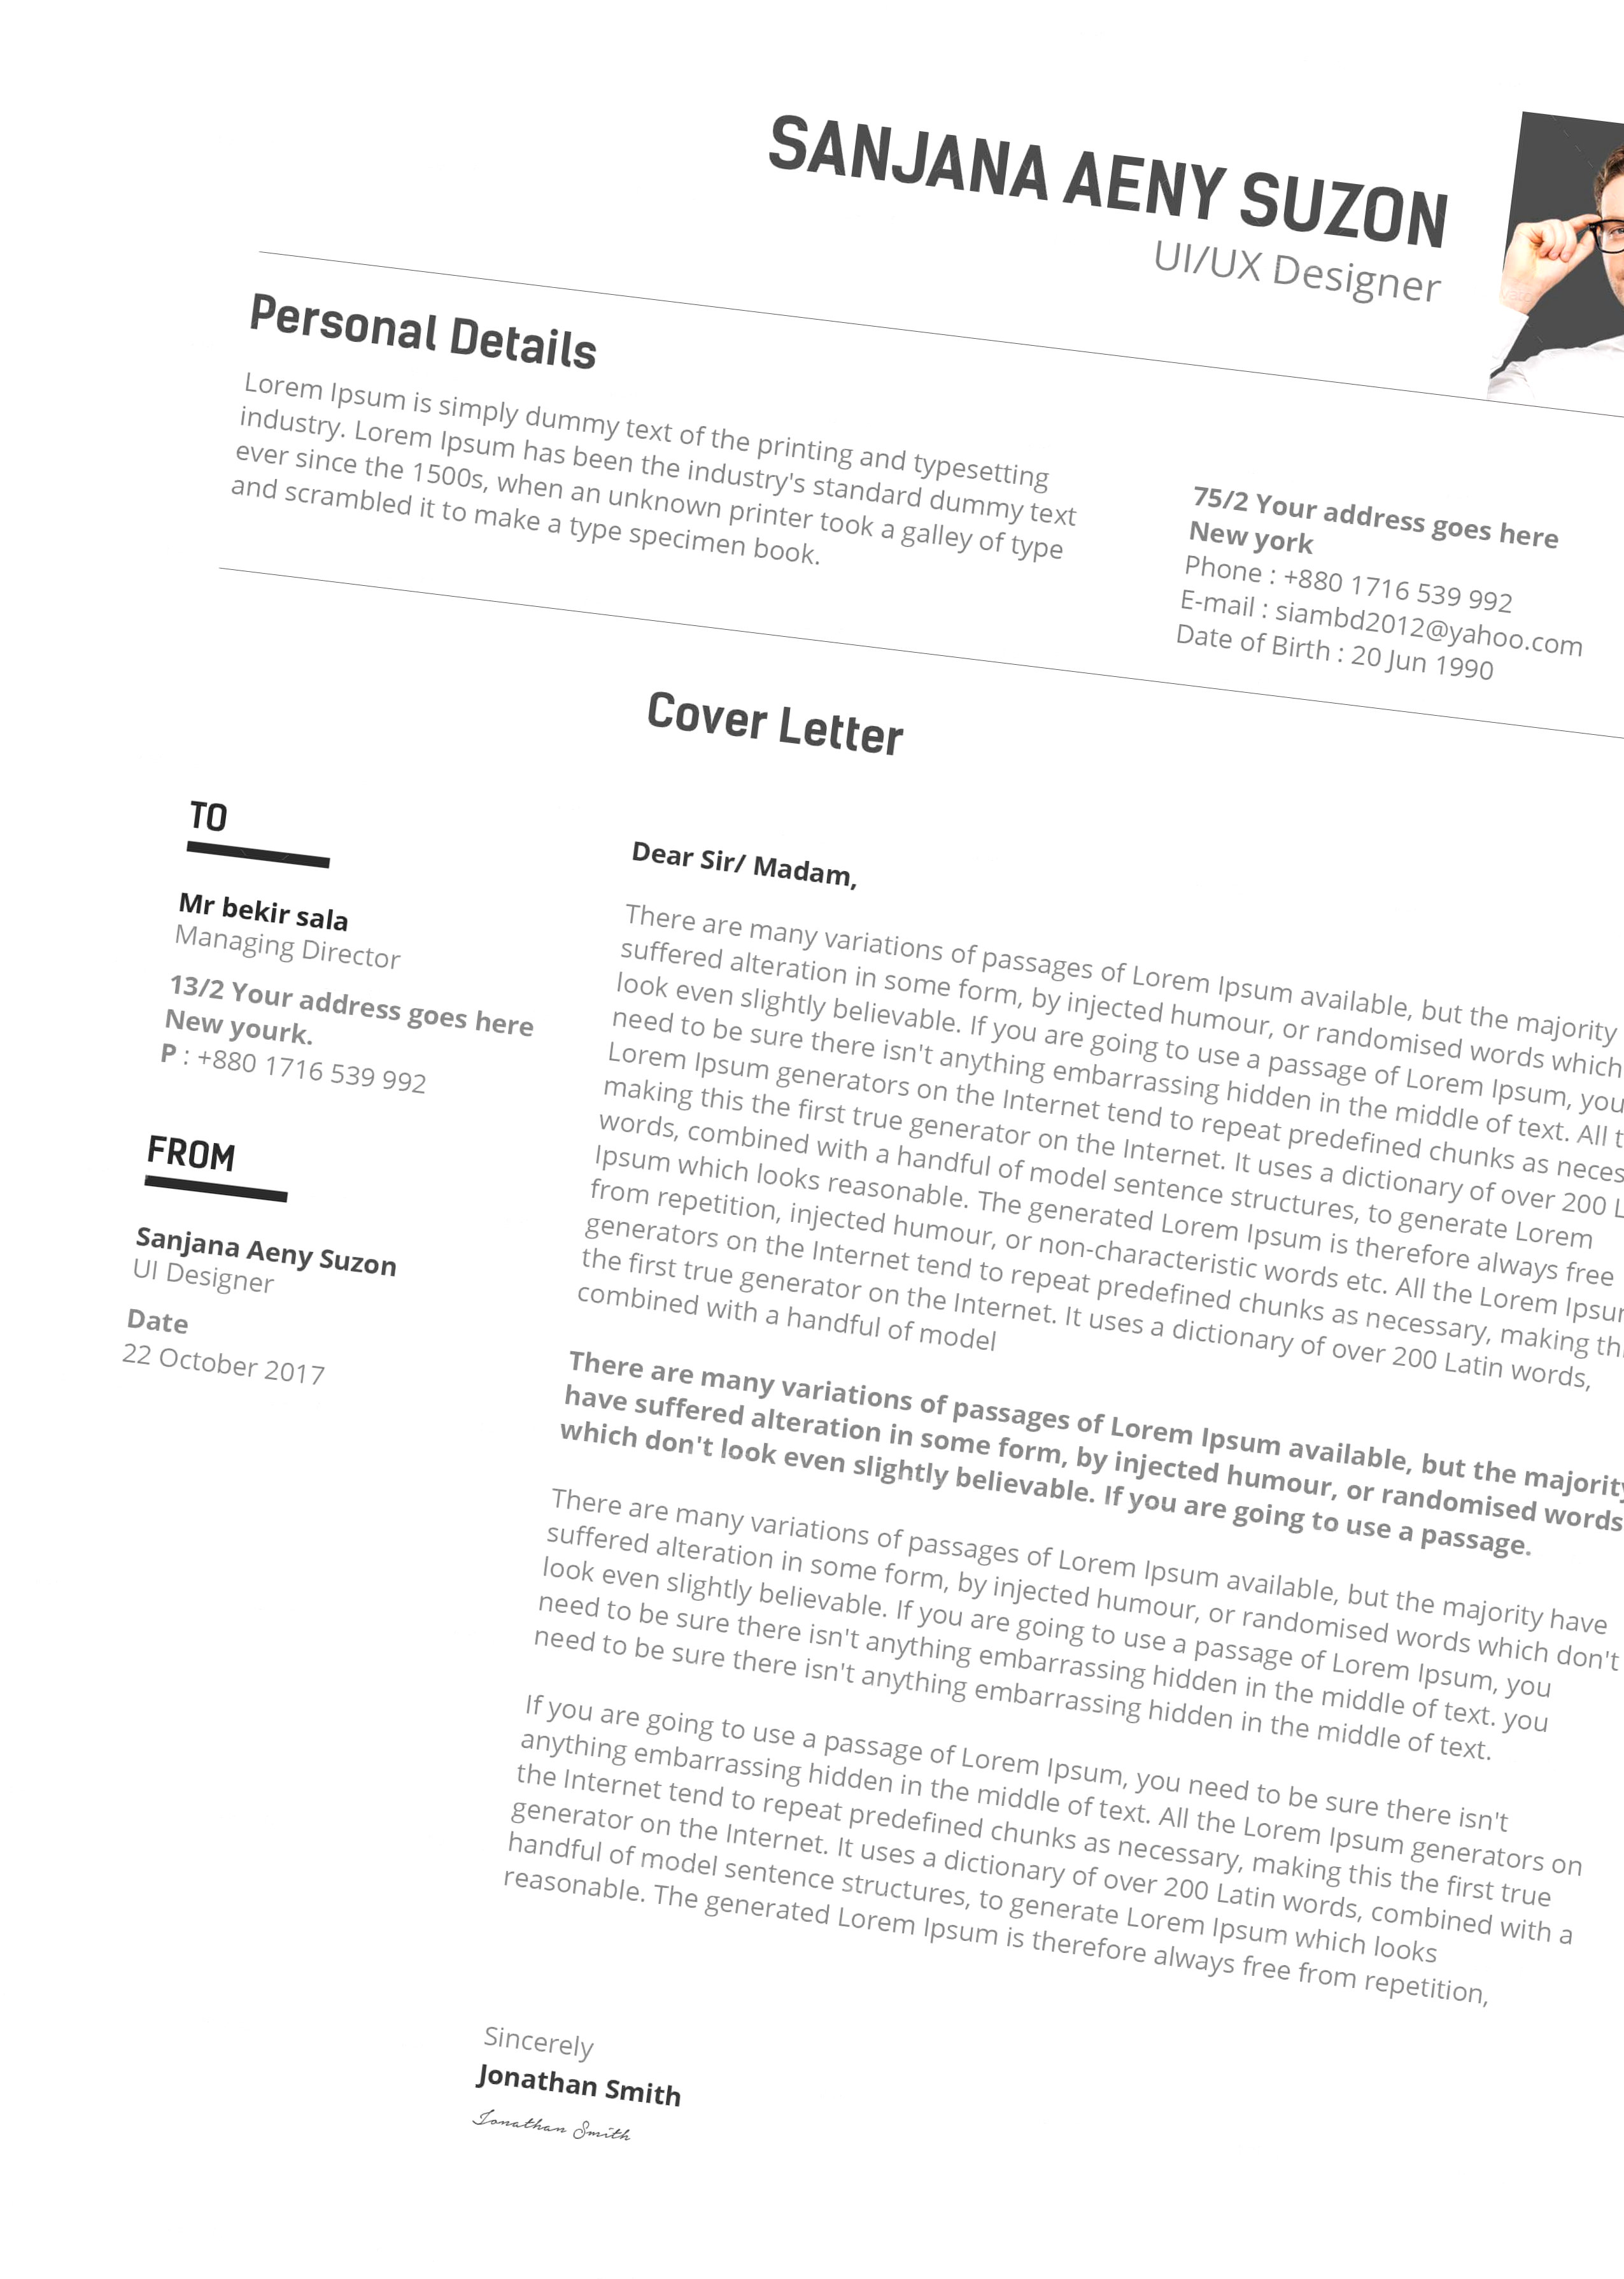 SANJANA AENY SUZON
UI/UX Designer
Personal Details
Lorem Ipsum is simply dummy text of the printing and typesetting
industry. Lorem Ipsum has been the industry's standard dummy text
ever since the 1500s, when an unknown printer took a galley of type
and scrambled it to make a type specimen book.
75/2 Your address goes here
New york
Phone : +880 1716 539 992
E-mail : siambd2012@yahoo.com
Date of Birth : 20 Jun 1990
Cover Letter
TO
Mr bekir sala
Managing Director
13/2 Your address goes here
New yourk.
P : +880 1716 539 992
FROM
Sanjana Aeny Suzon
UI Designer
Date
22 October 2017
Dear Sir/ Madam,
There are many variations of passages of Lorem Ipsum available, but the majority
suffered alteration in some form, by injected humour, or randomised words which
look even slightly believable. If you are going to use a passage of Lorem Ipsum, you
need to be sure there isn't anything embarrassing hidden in the middle of text. All
Lorem Ipsum generators on the Internet tend to repeat predefined chunks as
making this the first true generator on the Internet. It uses a dictionary of over 200
words, combined with a handful of model sentence structures, to generate Lorem
Ipsum which looks reasonable. The generated Lorem Ipsum is therefore always free
from repetition, injected humour, or non-characteristic words etc. All the Lorem
generators on the Internet tend to repeat predefined chunks as necessary, making
the first true generator on the Internet. It uses a dictionary of over 200 Latin words,
combined with a handful of model
There are many variations of passages of Lorem Ipsum available, but the majority
have suffered alteration in some form, by injected humour, or randomised words
which don't look even slightly believable. If you are going to use a passage.
There are many variations of passages of Lorem Ipsum available, but the majority have
suffered alteration in some form, by injected humour, or randomised words which don't
look even slightly believable. If you are going to use a passage of Lorem Ipsum, you
need to be sure there isn't anything embarrassing hidden in the middle of text. you
need to be sure there isn't anything embarrassing hidden in the middle of text.
If you are going to use a passage of Lorem Ipsum, you need to be sure there isn't
anything embarrassing hidden in the middle of text. All the Lorem Ipsum generators on
the Internet tend to repeat predefined chunks as necessary, making this the first true
generator on the Internet. It uses a dictionary of over 200 Latin words, combined with a
handful of model sentence structures, to generate Lorem Ipsum which looks
reasonable. The generated Lorem Ipsum is therefore always free from repetition,
Sincerely
Jonathan Smith
Jonathan Smith